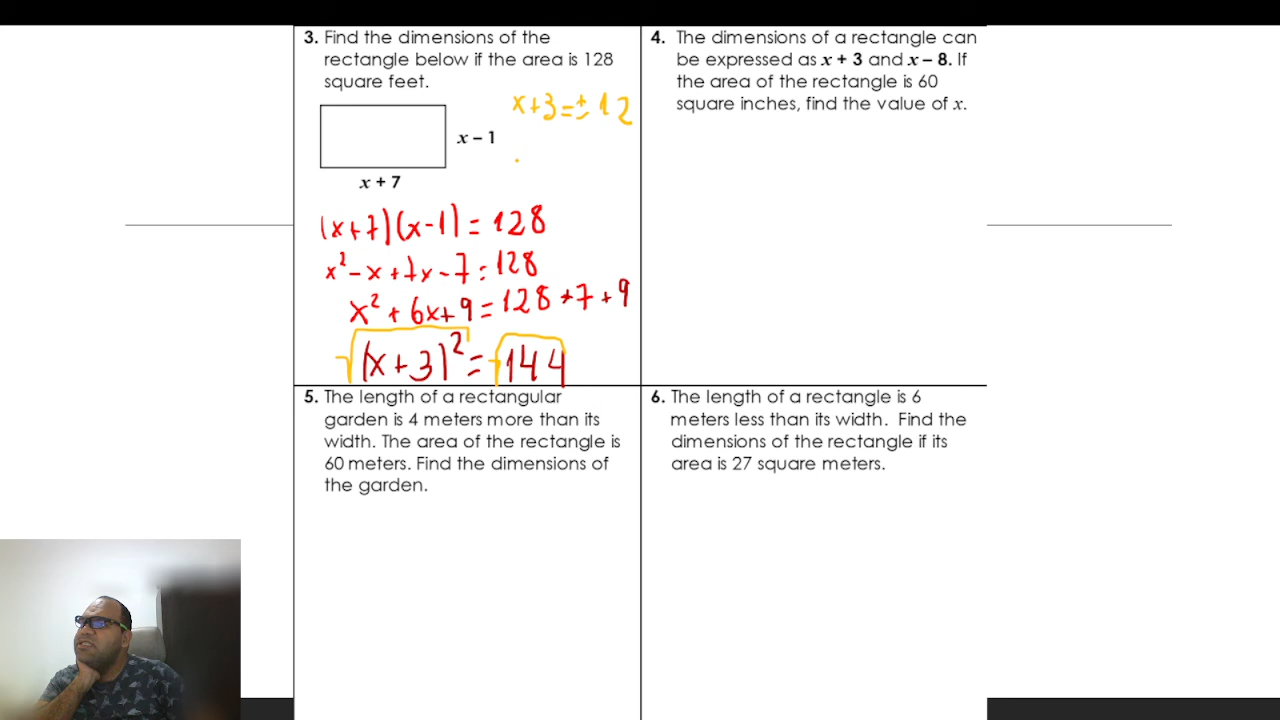 3. Find the dimensions of the
rectangle below if the area is 128
square feet.
x + 3 = ± 12
x – 1
x + 7
(x + 7)(x - 1) = 128
x² - x + 7x - 7 = 128
x² + 6x + 9 = 128 + 7 + 9
√(x + 3)² = √144
4. The dimensions of a rectangle can
be expressed as x + 3 and x – 8. If
the area of the rectangle is 60
square inches, find the value of x.
5. The length of a rectangular
garden is 4 meters more than its
width. The area of the rectangle is
60 meters. Find the dimensions of
the garden.
6. The length of a rectangle is 6
meters less than its width. Find the
dimensions of the rectangle if its
area is 27 square meters.